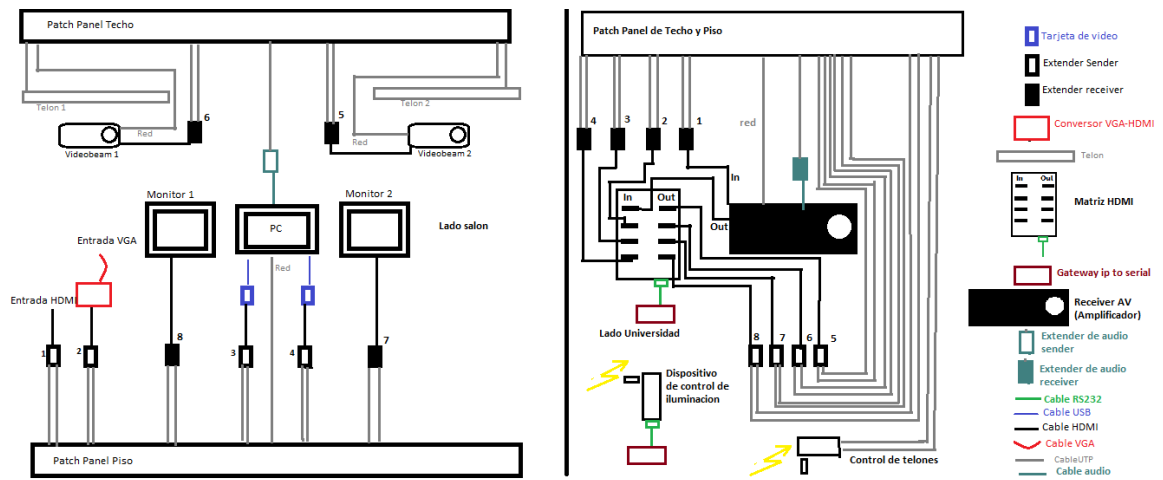 Patch Panel Techo
Telon 1
Telon 2
6
5
Red
Red
Videobeam 1
Videobeam 2
Monitor 1
Monitor 2
PC
Lado salon
Entrada VGA
Red
Entrada HDMI
1
2
8
3
4
7
Patch Panel Piso
Patch Panel de Techo y Piso
4
3
2
1
red
In
In
Out
Out
Lado Universidad
8
7
6
5
Dispositivo
de control de
iluminacion
Control de telones
Tarjeta de video
Extender Sender
Extender receiver
Conversor VGA-HDMI
Telon
In
Out
Matriz HDMI
Gateway ip to serial
Receiver AV
(Amplificador)
Extender de audio
sender
Extender de audio
receiver
Cable RS232
Cable USB
Cable HDMI
Cable VGA
CableUTP
Cable audio